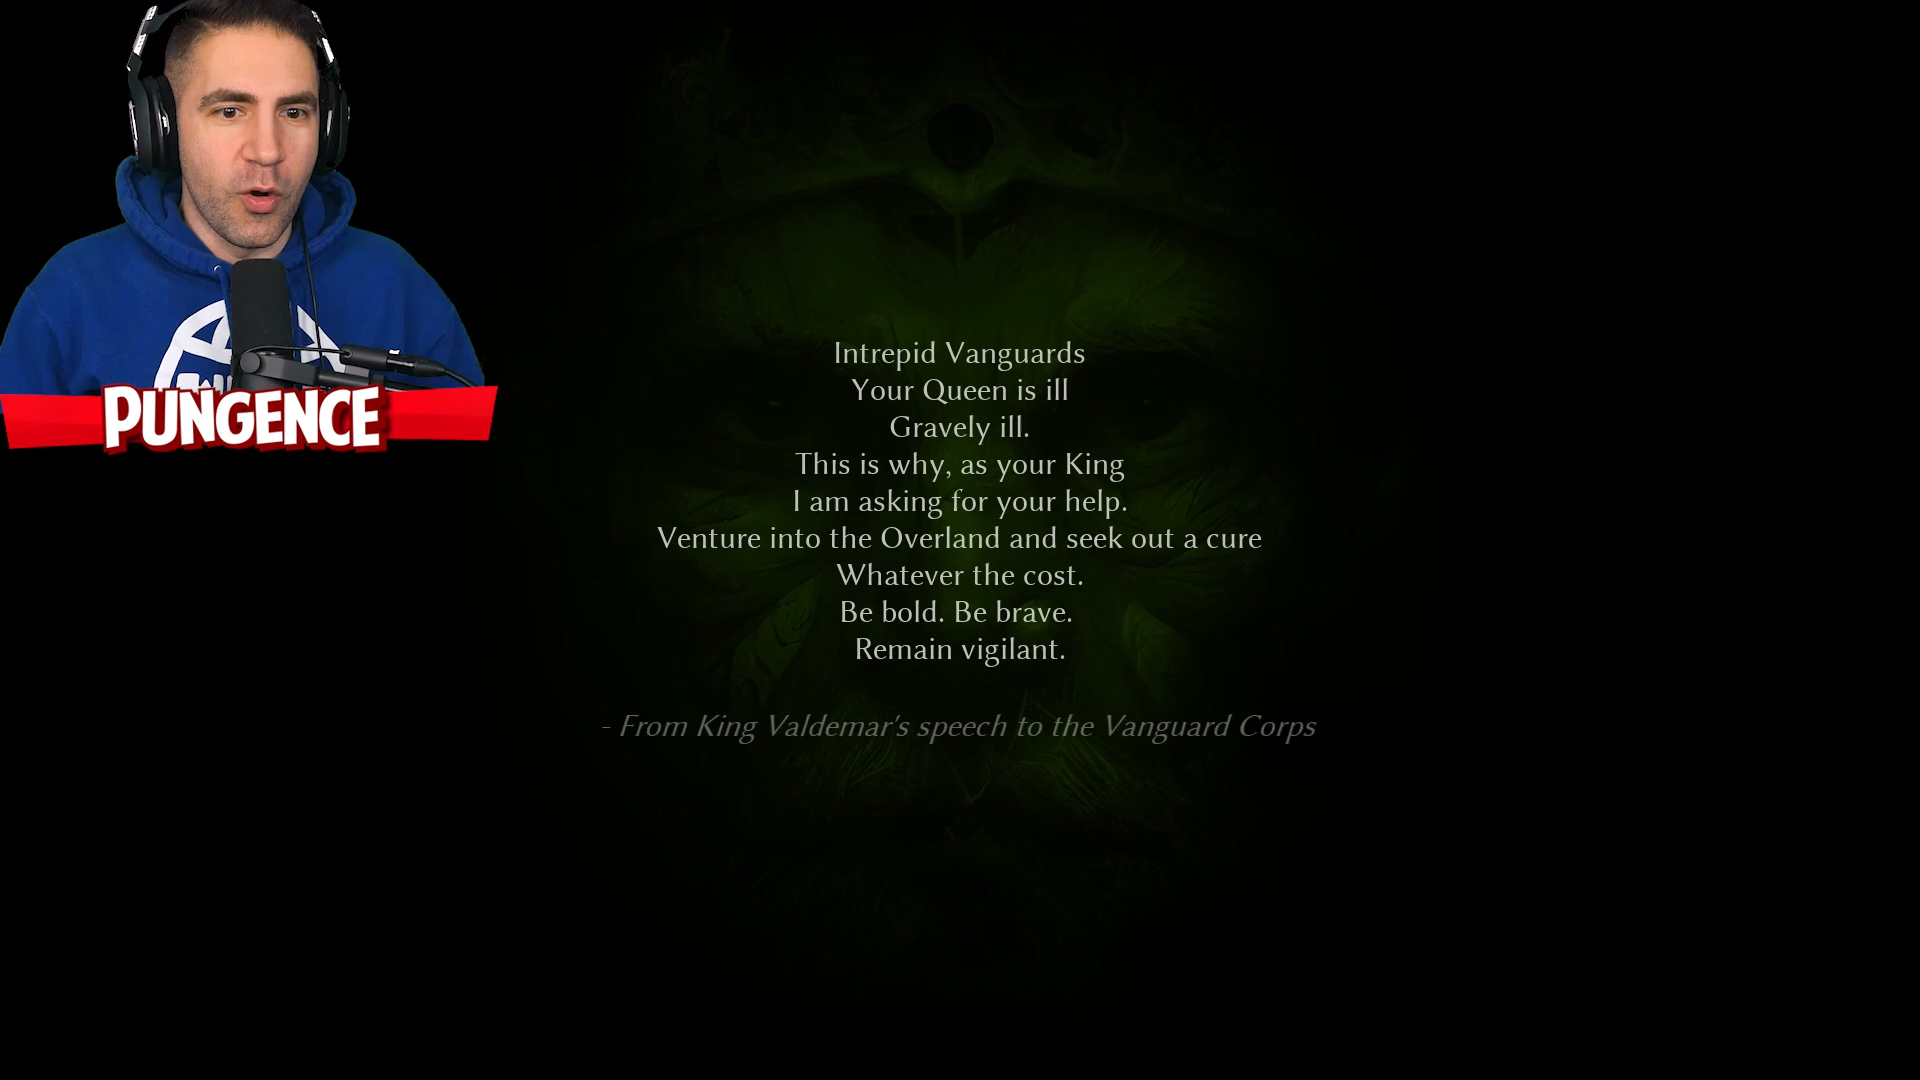 PUNGENCE
Intrepid Vanguards
Your Queen is ill
Gravely ill.
This is why, as your King
I am asking for your help.
Venture into the Overland and seek out a cure
Whatever the cost.
Be bold. Be brave.
Remain vigilant.
- From King Valdemar's speech to the Vanguard Corps